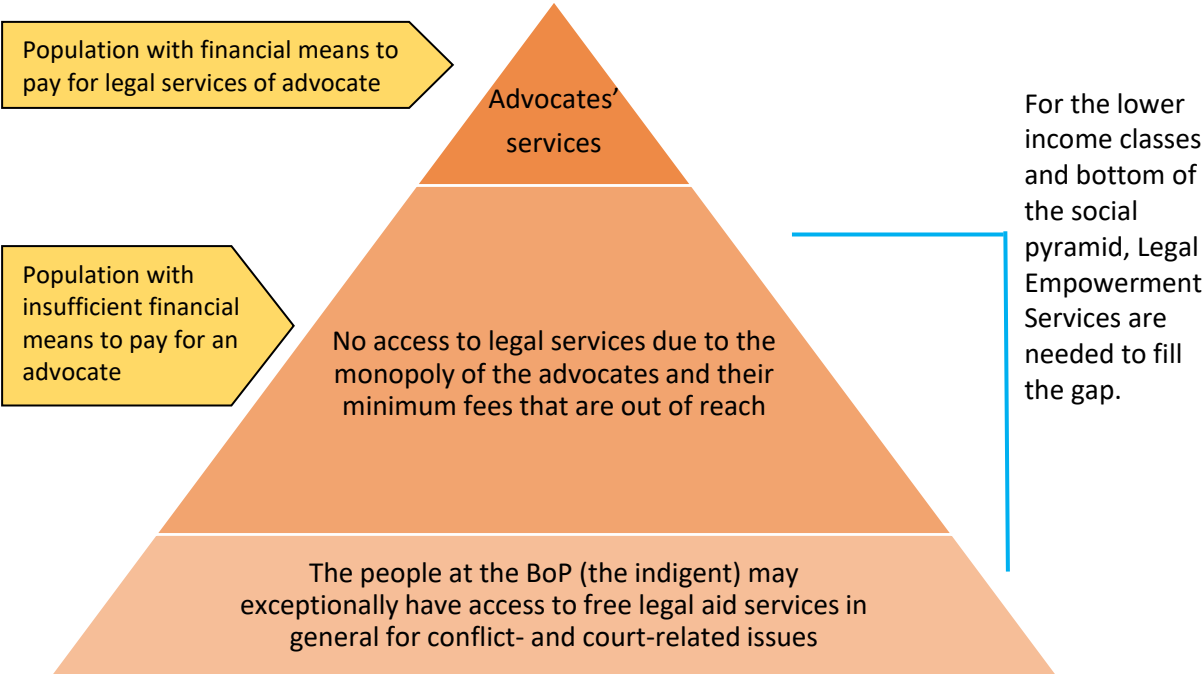 Population with financial means to
pay for legal services of advocate
Advocates’
services
For the lower
income classes
and bottom of
the social
pyramid, Legal
Empowerment
Services are
needed to fill
the gap.
Population with
insufficient financial
means to pay for an
advocate
No access to legal services due to the
monopoly of the advocates and their
minimum fees that are out of reach
The people at the BoP (the indigent) may
exceptionally have access to free legal aid services in
general for conflict- and court-related issues